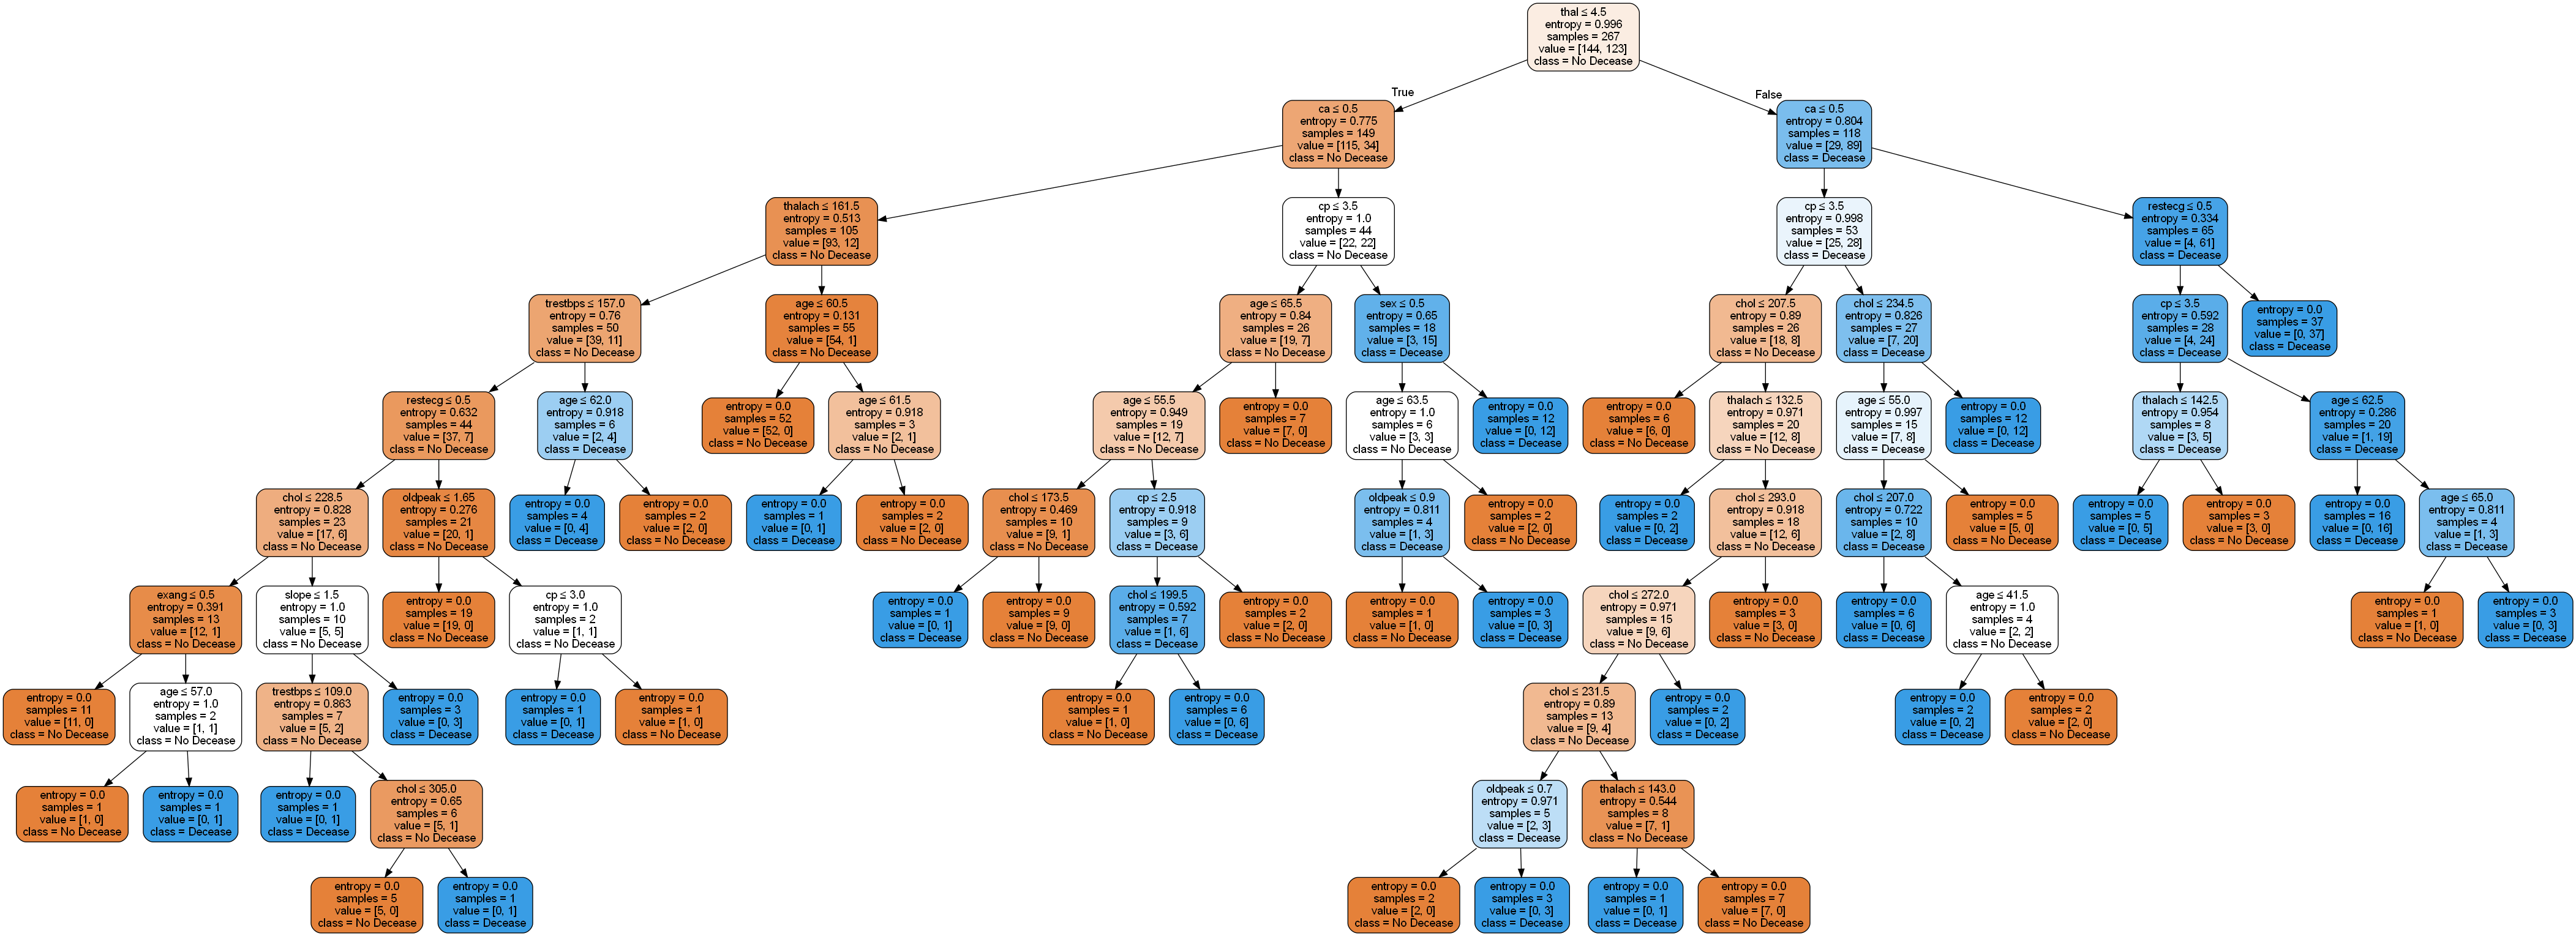 thal ≤ 4.5
entropy = 0.996
samples = 267
value = [144, 123]
class = No Decease
True
False
ca ≤ 0.5
entropy = 0.775
samples = 149
value = [115, 34]
class = No Decease
ca ≤ 0.5
entropy = 0.804
samples = 118
value = [29, 89]
class = Decease
thalach ≤ 161.5
entropy = 0.513
samples = 105
value = [93, 12]
class = No Decease
cp ≤ 3.5
entropy = 1.0
samples = 44
value = [22, 22]
class = No Decease
cp ≤ 3.5
entropy = 0.998
samples = 53
value = [25, 28]
class = Decease
restecg ≤ 0.5
entropy = 0.334
samples = 65
value = [4, 61]
class = Decease
trestbps ≤ 157.0
entropy = 0.76
samples = 50
value = [39, 11]
class = No Decease
age ≤ 60.5
entropy = 0.131
samples = 55
value = [54, 1]
class = No Decease
age ≤ 65.5
entropy = 0.84
samples = 26
value = [19, 7]
class = No Decease
sex ≤ 0.5
entropy = 0.65
samples = 18
value = [3, 15]
class = Decease
chol ≤ 207.5
entropy = 0.89
samples = 26
value = [18, 8]
class = No Decease
chol ≤ 234.5
entropy = 0.826
samples = 27
value = [7, 20]
class = Decease
cp ≤ 3.5
entropy = 0.592
samples = 28
value = [4, 24]
class = Decease
entropy = 0.0
samples = 37
value = [0, 37]
class = Decease
restecg ≤ 0.5
entropy = 0.632
samples = 44
value = [37, 7]
class = No Decease
age ≤ 62.0
entropy = 0.918
samples = 6
value = [2, 4]
class = Decease
entropy = 0.0
samples = 52
value = [52, 0]
class = No Decease
age ≤ 61.5
entropy = 0.918
samples = 3
value = [2, 1]
class = No Decease
age ≤ 55.5
entropy = 0.949
samples = 19
value = [12, 7]
class = No Decease
entropy = 0.0
samples = 7
value = [7, 0]
class = No Decease
age ≤ 63.5
entropy = 1.0
samples = 6
value = [3, 3]
class = No Decease
entropy = 0.0
samples = 12
value = [0, 12]
class = Decease
entropy = 0.0
samples = 6
value = [6, 0]
class = No Decease
thalach ≤ 132.5
entropy = 0.971
samples = 20
value = [12, 8]
class = No Decease
age ≤ 55.0
entropy = 0.997
samples = 15
value = [7, 8]
class = Decease
entropy = 0.0
samples = 12
value = [0, 12]
class = Decease
thalach ≤ 142.5
entropy = 0.954
samples = 8
value = [3, 5]
class = Decease
age ≤ 62.5
entropy = 0.286
samples = 20
value = [1, 19]
class = Decease
chol ≤ 228.5
entropy = 0.828
samples = 23
value = [17, 6]
class = No Decease
oldpeak ≤ 1.65
entropy = 0.276
samples = 21
value = [20, 1]
class = No Decease
entropy = 0.0
samples = 4
value = [0, 4]
class = Decease
entropy = 0.0
samples = 2
value = [2, 0]
class = No Decease
entropy = 0.0
samples = 1
value = [0, 1]
class = Decease
entropy = 0.0
samples = 2
value = [2, 0]
class = No Decease
chol ≤ 173.5
entropy = 0.469
samples = 10
value = [9, 1]
class = No Decease
cp ≤ 2.5
entropy = 0.918
samples = 9
value = [3, 6]
class = Decease
oldpeak ≤ 0.9
entropy = 0.811
samples = 4
value = [1, 3]
class = Decease
entropy = 0.0
samples = 2
value = [2, 0]
class = No Decease
entropy = 0.0
samples = 2
value = [0, 2]
class = Decease
chol ≤ 293.0
entropy = 0.918
samples = 18
value = [12, 6]
class = No Decease
chol ≤ 207.0
entropy = 0.722
samples = 10
value = [2, 8]
class = Decease
entropy = 0.0
samples = 5
value = [5, 0]
class = No Decease
entropy = 0.0
samples = 5
value = [0, 5]
class = Decease
entropy = 0.0
samples = 3
value = [3, 0]
class = No Decease
entropy = 0.0
samples = 16
value = [0, 16]
class = Decease
age ≤ 65.0
entropy = 0.811
samples = 4
value = [1, 3]
class = Decease
exang ≤ 0.5
entropy = 0.391
samples = 13
value = [12, 1]
class = No Decease
slope ≤ 1.5
entropy = 1.0
samples = 10
value = [5, 5]
class = No Decease
entropy = 0.0
samples = 19
value = [19, 0]
class = No Decease
cp ≤ 3.0
entropy = 1.0
samples = 2
value = [1, 1]
class = No Decease
entropy = 0.0
samples = 1
value = [0, 1]
class = Decease
entropy = 0.0
samples = 9
value = [9, 0]
class = No Decease
chol ≤ 199.5
entropy = 0.592
samples = 7
value = [1, 6]
class = Decease
entropy = 0.0
samples = 2
value = [2, 0]
class = No Decease
entropy = 0.0
samples = 1
value = [1, 0]
class = No Decease
entropy = 0.0
samples = 3
value = [0, 3]
class = Decease
chol ≤ 272.0
entropy = 0.971
samples = 15
value = [9, 6]
class = No Decease
entropy = 0.0
samples = 3
value = [3, 0]
class = No Decease
entropy = 0.0
samples = 6
value = [0, 6]
class = Decease
age ≤ 41.5
entropy = 1.0
samples = 4
value = [2, 2]
class = No Decease
entropy = 0.0
samples = 1
value = [1, 0]
class = No Decease
entropy = 0.0
samples = 3
value = [0, 3]
class = Decease
entropy = 0.0
samples = 11
value = [11, 0]
class = No Decease
age ≤ 57.0
entropy = 1.0
samples = 2
value = [1, 1]
class = No Decease
trestbps ≤ 109.0
entropy = 0.863
samples = 7
value = [5, 2]
class = No Decease
entropy = 0.0
samples = 3
value = [0, 3]
class = Decease
entropy = 0.0
samples = 1
value = [0, 1]
class = Decease
entropy = 0.0
samples = 1
value = [1, 0]
class = No Decease
entropy = 0.0
samples = 1
value = [1, 0]
class = No Decease
entropy = 0.0
samples = 6
value = [0, 6]
class = Decease
chol ≤ 231.5
entropy = 0.89
samples = 13
value = [9, 4]
class = No Decease
entropy = 0.0
samples = 2
value = [0, 2]
class = Decease
entropy = 0.0
samples = 2
value = [0, 2]
class = Decease
entropy = 0.0
samples = 2
value = [2, 0]
class = No Decease
entropy = 0.0
samples = 1
value = [1, 0]
class = No Decease
entropy = 0.0
samples = 1
value = [0, 1]
class = Decease
entropy = 0.0
samples = 1
value = [0, 1]
class = Decease
chol ≤ 305.0
entropy = 0.65
samples = 6
value = [5, 1]
class = No Decease
oldpeak ≤ 0.7
entropy = 0.971
samples = 5
value = [2, 3]
class = Decease
thalach ≤ 143.0
entropy = 0.544
samples = 8
value = [7, 1]
class = No Decease
entropy = 0.0
samples = 5
value = [5, 0]
class = No Decease
entropy = 0.0
samples = 1
value = [0, 1]
class = Decease
entropy = 0.0
samples = 2
value = [2, 0]
class = No Decease
entropy = 0.0
samples = 3
value = [0, 3]
class = Decease
entropy = 0.0
samples = 1
value = [0, 1]
class = Decease
entropy = 0.0
samples = 7
value = [7, 0]
class = No Decease